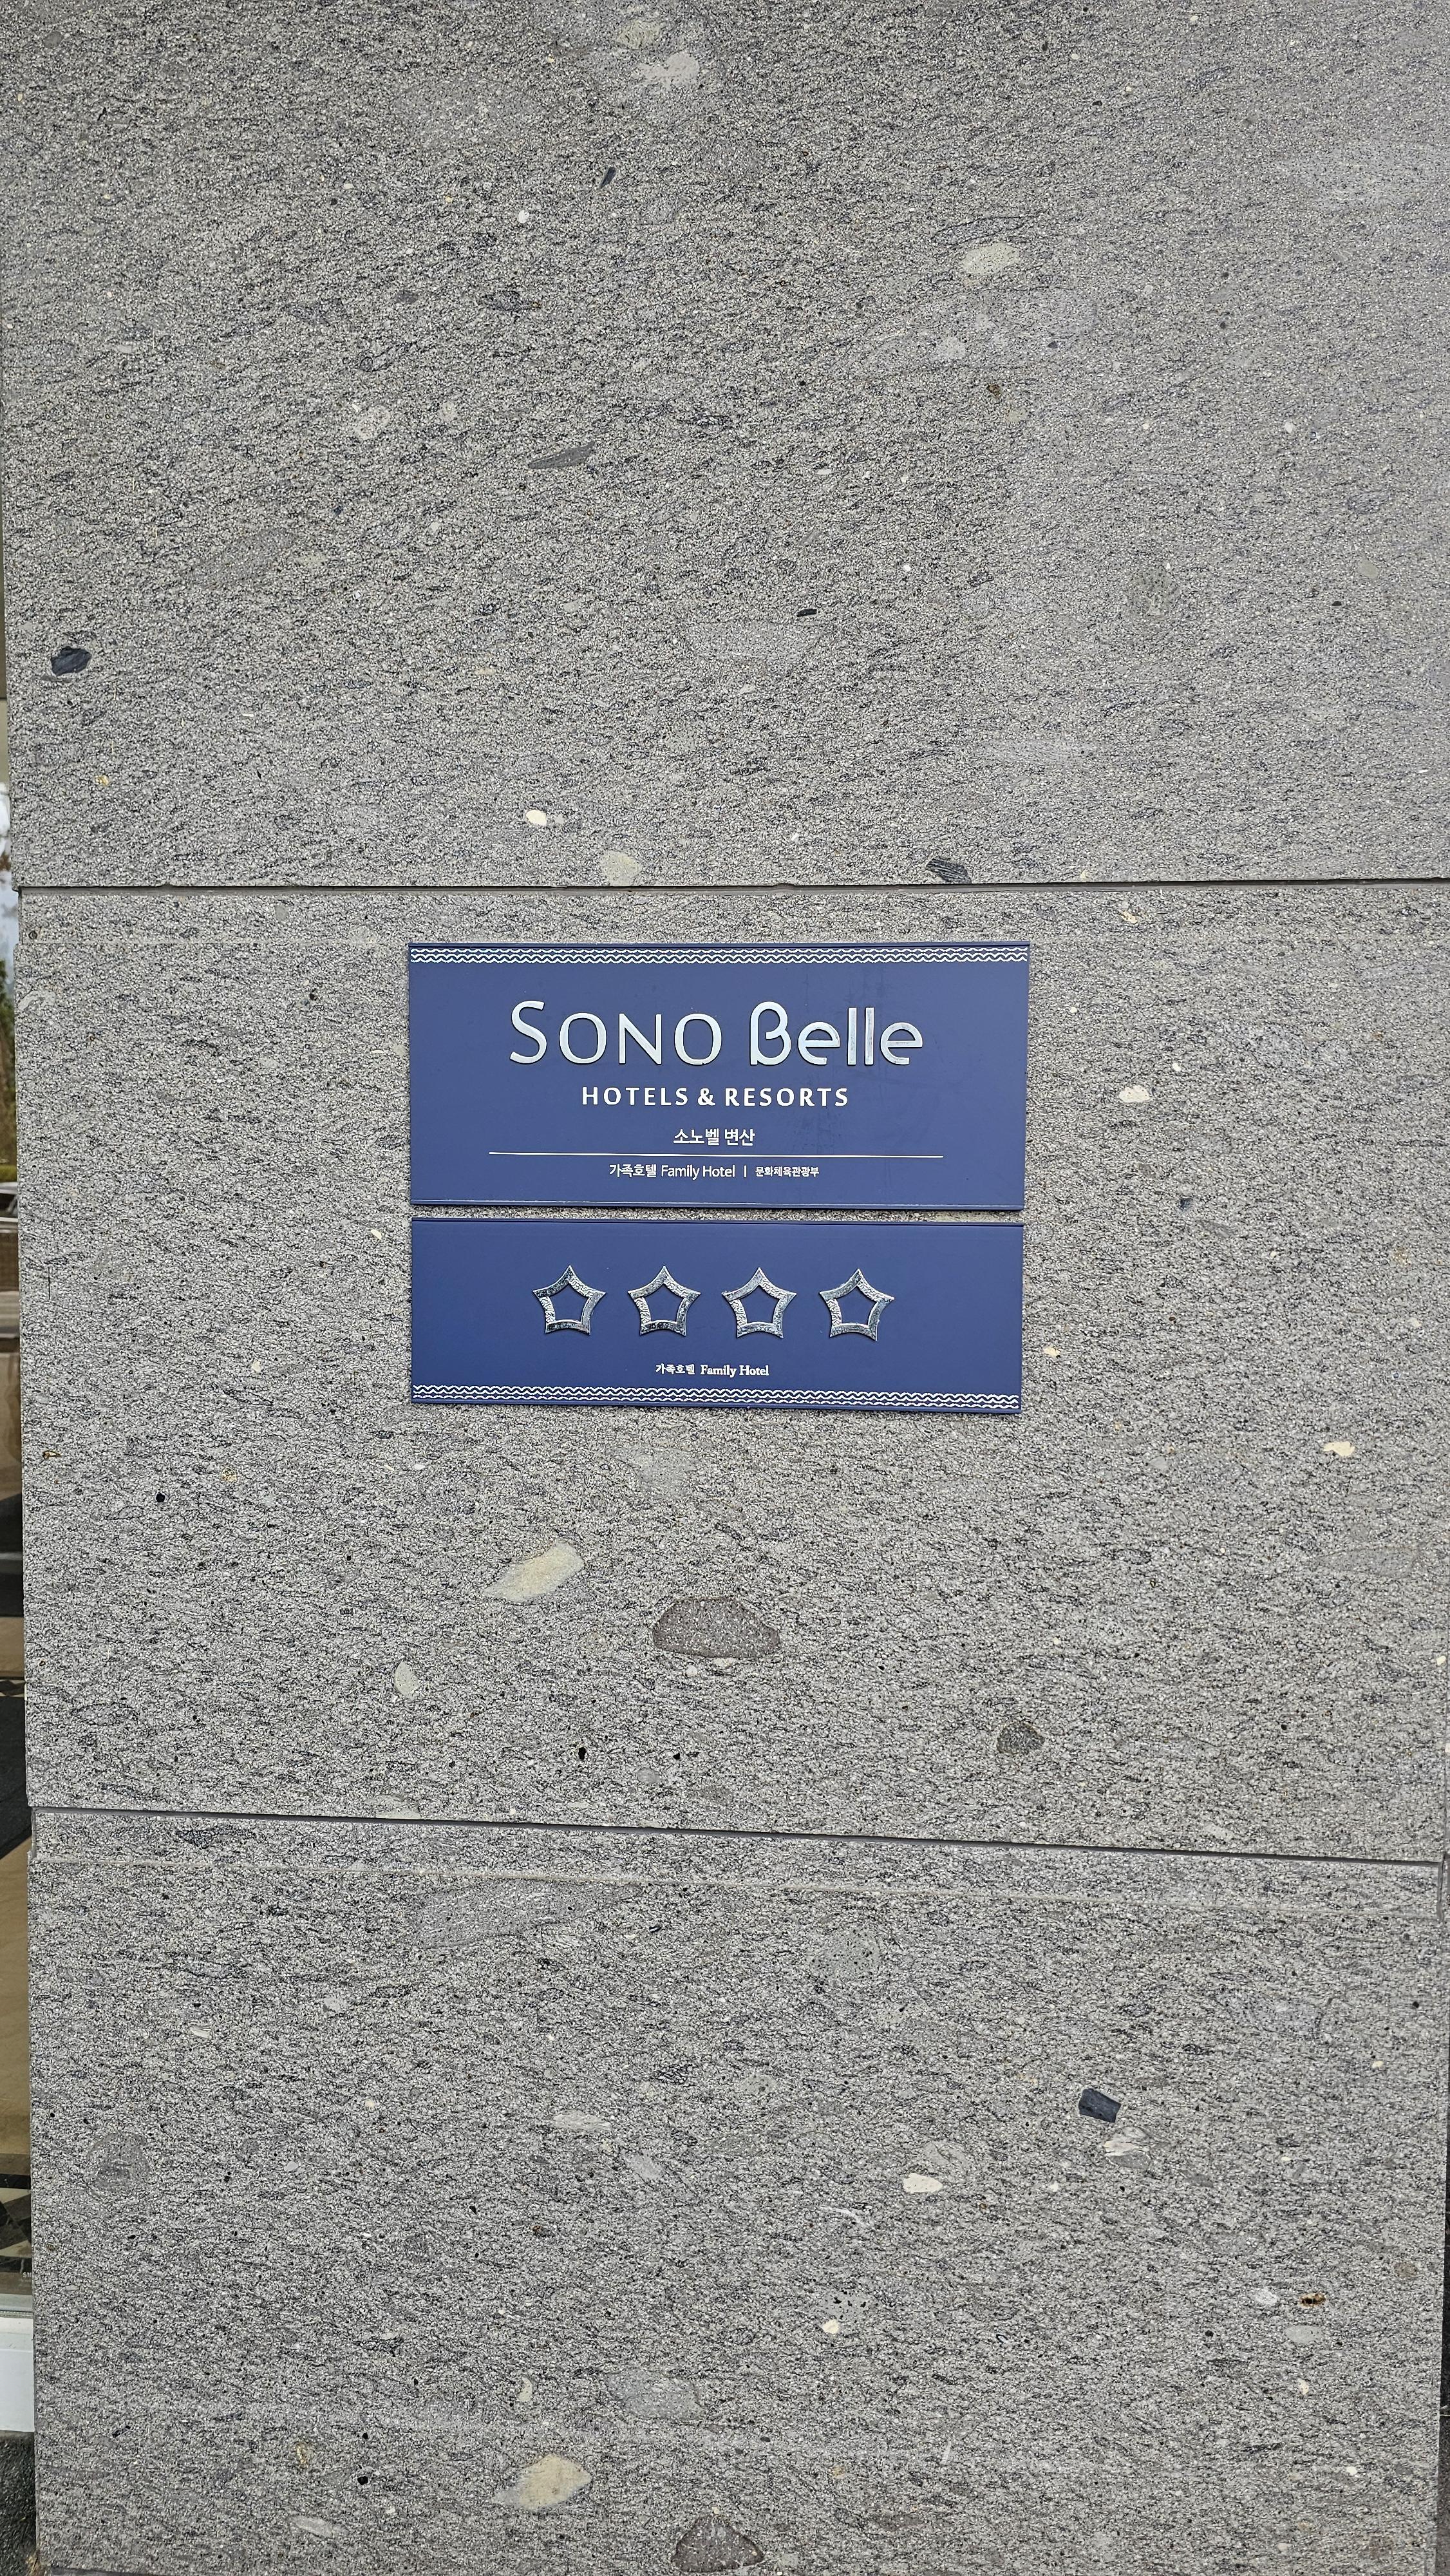 SONO Belle
HOTELS & RESORTS
소노벨 변산
가족호텔 Family Hotel | 문화체육관광부
가족호텔 Family Hotel